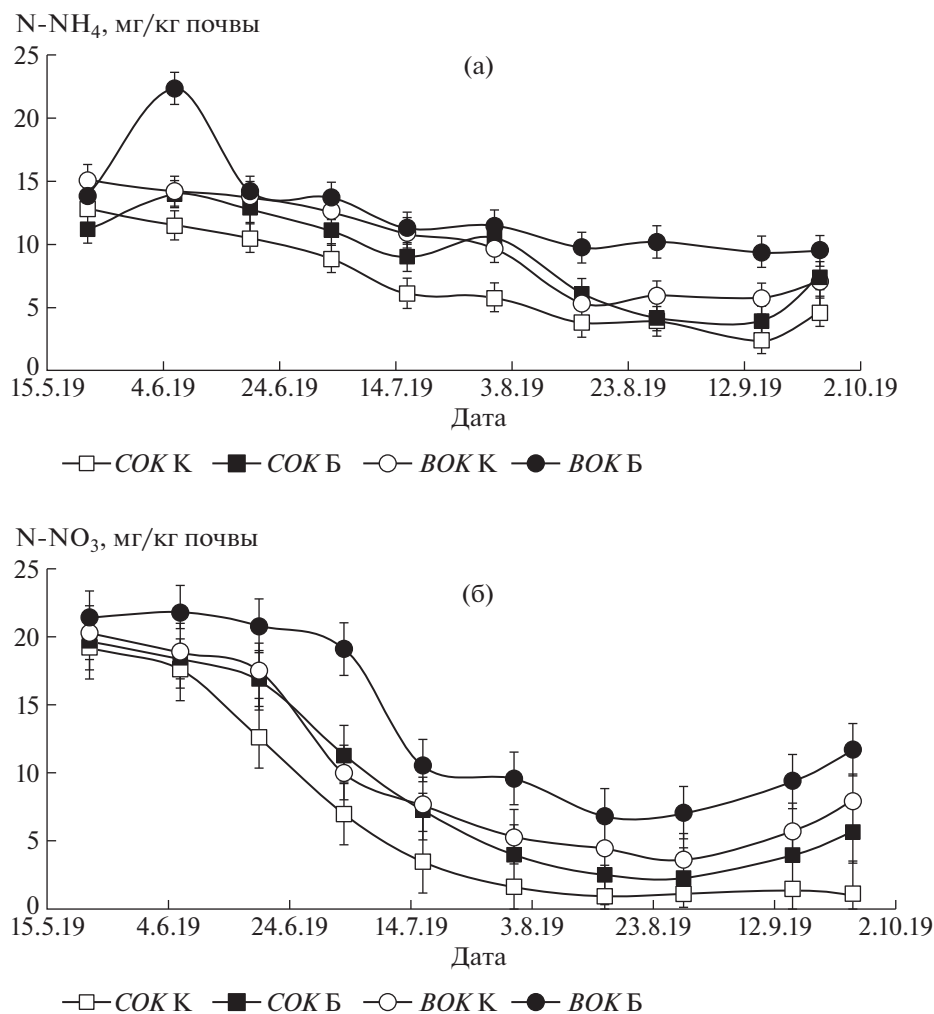 N-NH₄, мг/кг почвы
(а)
25
20
15
10
5
0
15.5.19 4.6.19 24.6.19 14.7.19 3.8.19 23.8.19 12.9.19 2.10.19
Дата
СОК К СОК Б ВОК К ВОК Б
N-NO₃, мг/кг почвы
(б)
25
20
15
10
5
0
15.5.19 4.6.19 24.6.19 14.7.19 3.8.19 23.8.19 12.9.19 2.10.19
Дата
СОК К СОК Б ВОК К ВОК Б